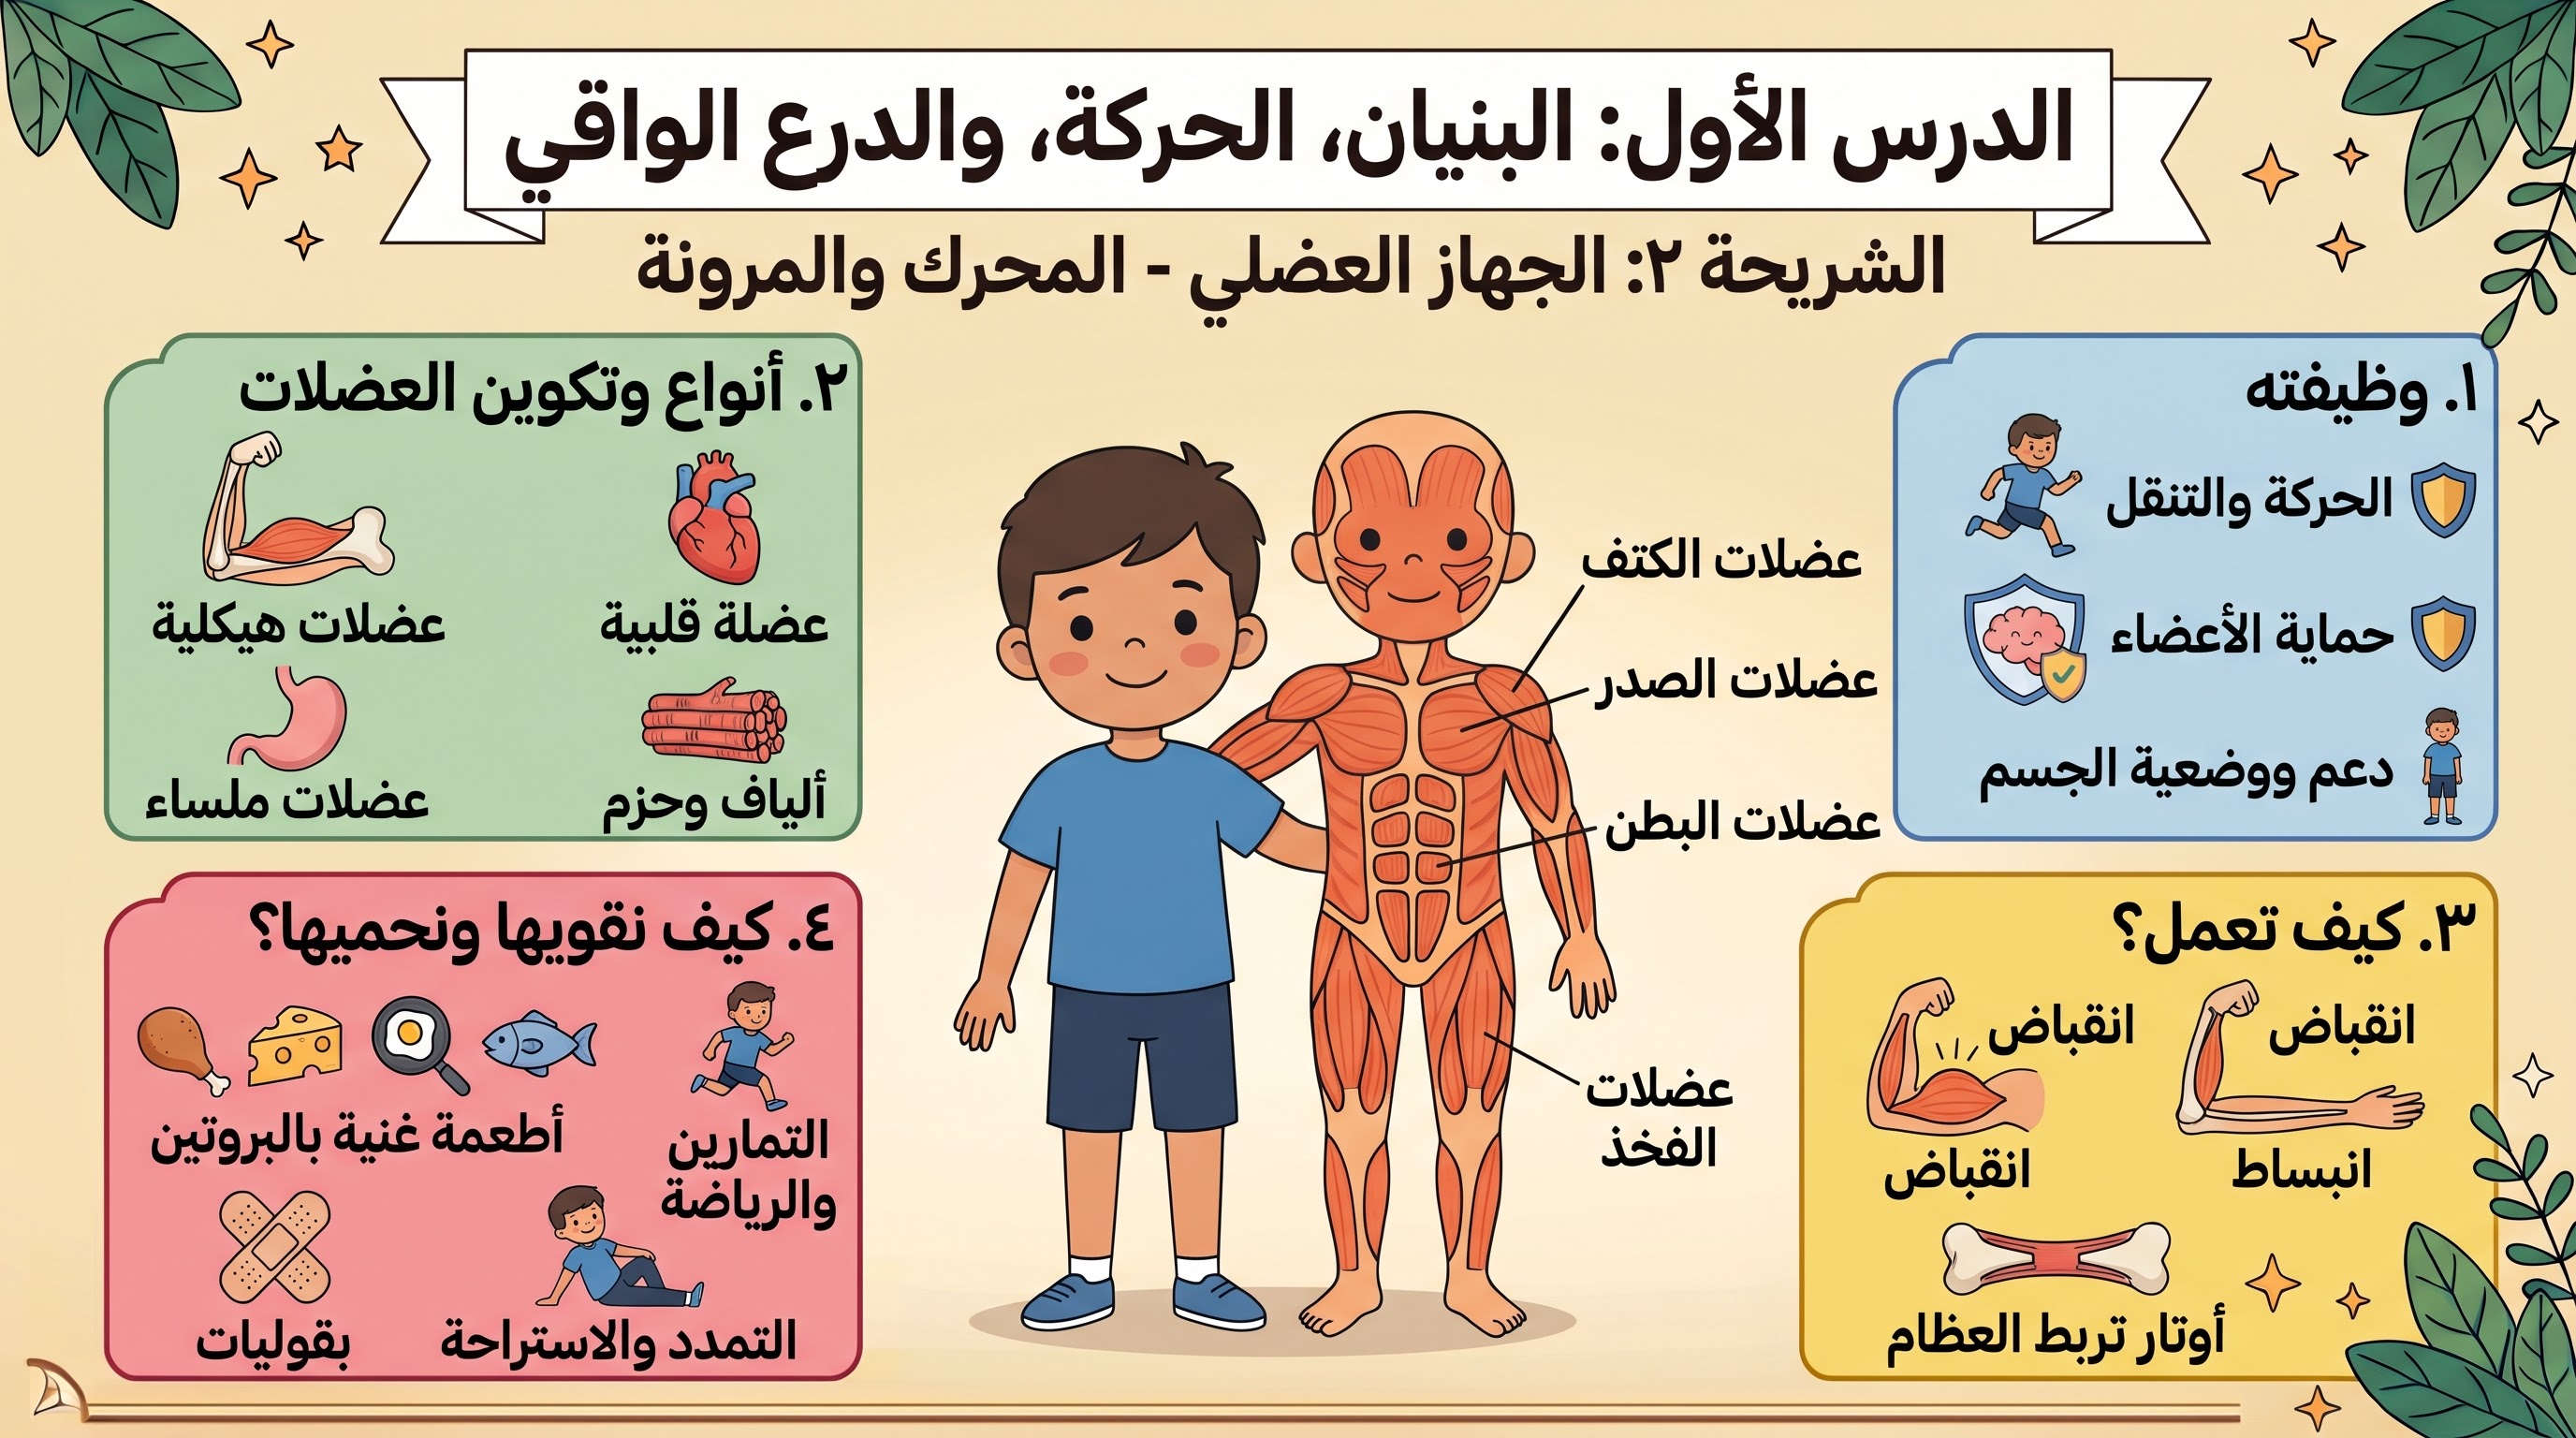 الدرس الأول: البنيان، الحركة، والدرع الواقي
الشريحة ٢: الجهاز العضلي - المحرك والمرونة
١. وظيفته
الحركة والتنقل
حماية الأعضاء
دعم ووضعية الجسم
عضلات الكتف
عضلات الصدر
عضلات البطن
عضلات
الفخذ
٢. أنواع وتكوين العضلات
عضلة قلبية
عضلات هيكلية
ألياف وحزم
عضلات ملساء
٣. كيف تعمل؟
انقباض
انقباض
انبساط
انقباض
أوتار تربط العظام
٤. كيف نقويها ونحميها؟
التمارين
والرياضة
أطعمة غنية بالبروتين
التمدد والاستراحة
بقوليات